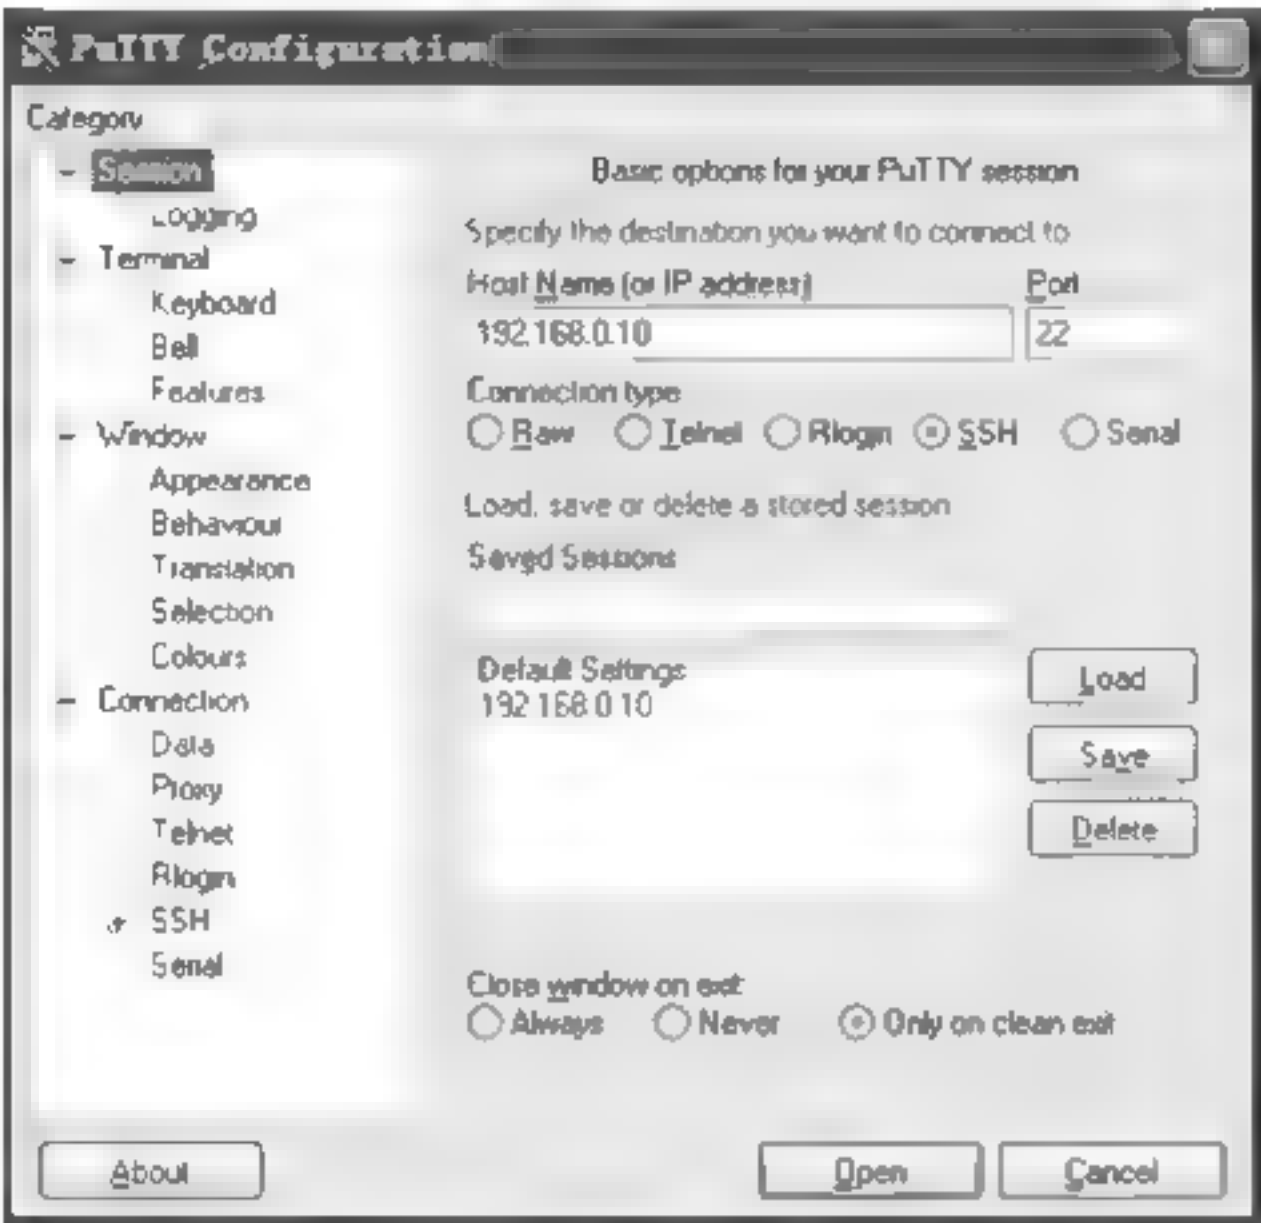 PuTTY Configuration
Category
Session
Logging
Terminal
Keyboard
Bell
Features
Window
Appearance
Behaviour
Translation
Selection
Colours
Connection
Data
Proxy
Telnet
Rlogin
SSH
Serial
Basic options for your PuTTY session
Specify the destination you want to connect to
Host Name (or IP address) Port
192.168.0.10 22
Connection type
Raw Telnet Rlogin SSH Serial
Load, save or delete a stored session
Saved Sessions
Default Settings
192.168.0.10
Load
Save
Delete
Close window on exit
Always Never Only on clean exit
About Open Cancel